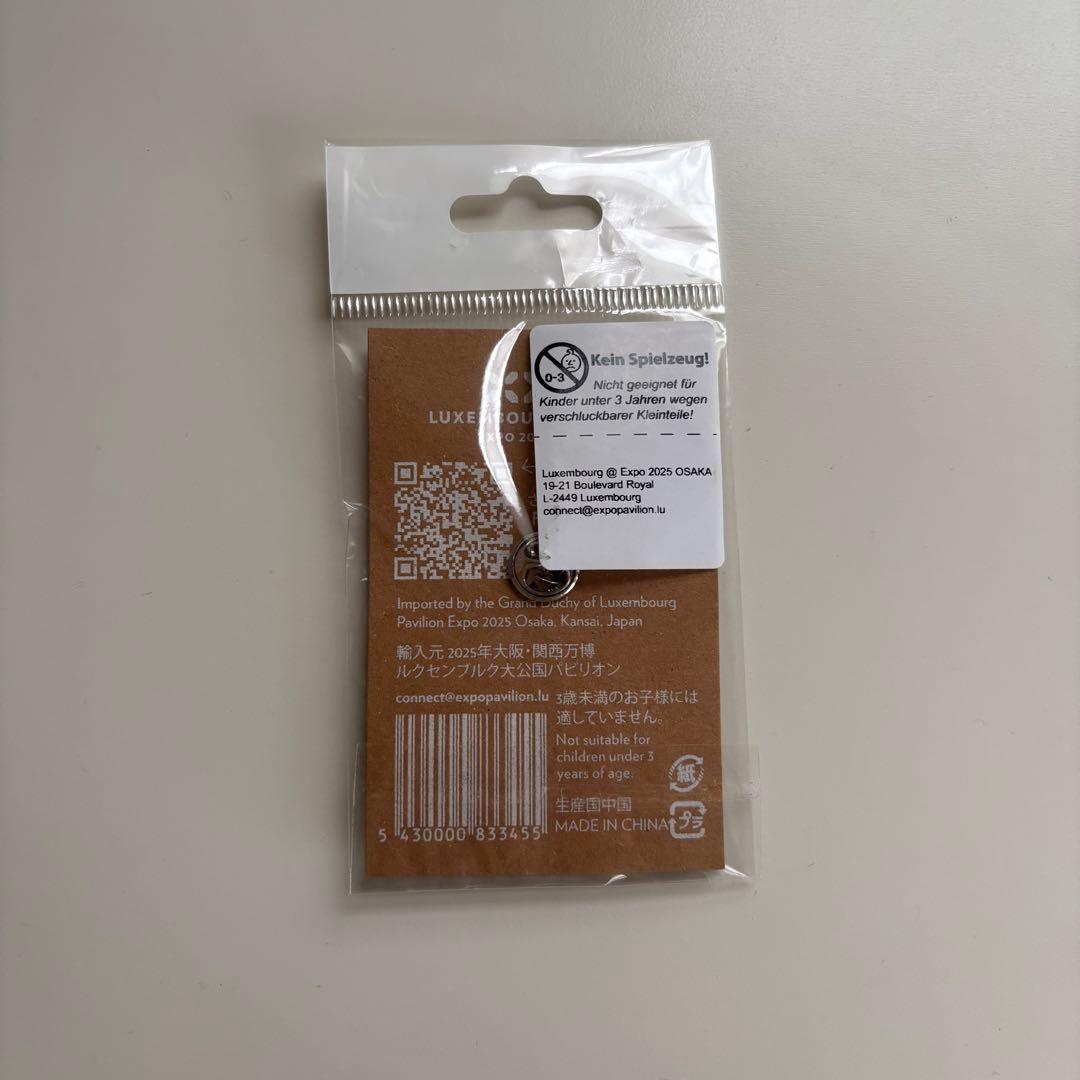 0-3
Kein Spielzeug!
Nicht geeignet für
Kinder unter 3 Jahren wegen
verschluckbarer Kleinteile!
Luxembourg @ Expo 2025 OSAKA
19-21 Boulevard Royal
L-2449 Luxembourg
connect@expopavilion.lu
EXPO 20
Imported by the Grand Duchy of Luxembourg
Pavilion Expo 2025 Osaka, Kansai, Japan
輸入元 2025年大阪・関西万博
ルクセンブルク大公国パビリオン
connect@expopavilion.lu
3歳未満のお子様には
適していません。
Not suitable for
children under 3
years of age.
紙
生産国中国
MADE IN CHINA
プラ
5 430000 833455